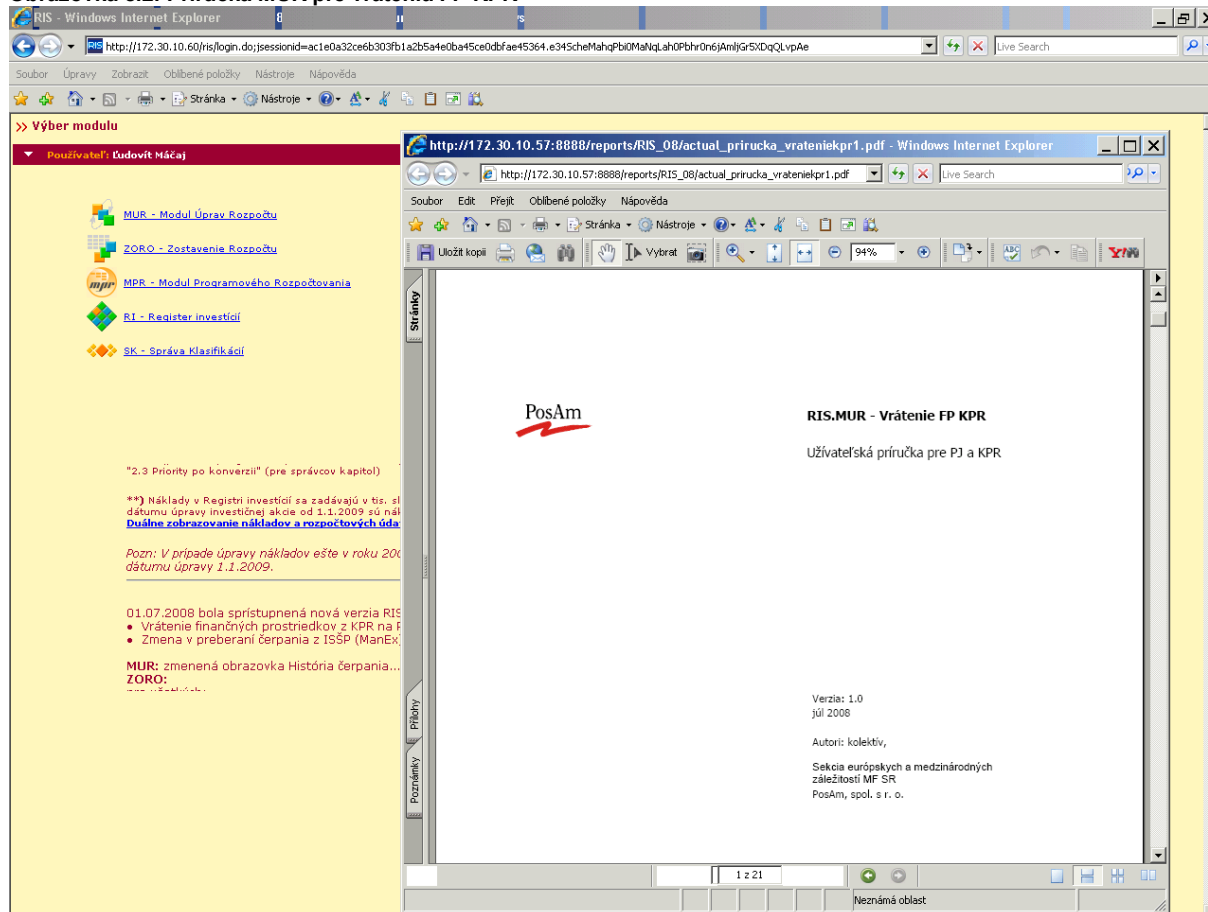 RIS - Windows Internet Explorer
http://172.30.10.60/ris/login.do;jsessionid=ac1e0a32ce6b303fb1a2b5a4e0ba45ce0dbfae45364.e34ScheMahqPbi0MaNqLah0Pbhr0n6jAmljGr5XDqQLvpAe
Live Search
Soubor Úpravy Zobrazit Oblíbené položky Nástroje Nápověda
Stránka Nástroje
>> Výber modulu
Používateľ: Ľudovít Máčaj
MUR - Modul Úprav Rozpočtu
ZORO - Zostavenie Rozpočtu
MPR - Modul Programového Rozpočtovania
RI - Register investícií
SK - Správa Klasifikácií
"2.3 Priority po konverzii" (pre správcov kapitol)
**) Náklady v Registri investícií sa zadávajú v tis. sl
dátumu úpravy investičnej akcie od 1.1.2009 sú nák
Duálne zobrazovanie nákladov a rozpočtových úda
Pozn: V prípade úpravy nákladov ešte v roku 200
dátumu úpravy 1.1.2009.
01.07.2008 bola sprístupnená nová verzia RIS
• Vrátenie finančných prostriedkov z KPR na P
• Zmena v preberaní čerpania z ISŠP (ManEx)
MUR: zmenená obrazovka História čerpania...
ZORO:
http://172.30.10.57:8888/reports/RIS_08/actual_prirucka_vrateniekpr1.pdf - Windows Internet Explorer
http://172.30.10.57:8888/reports/RIS_08/actual_prirucka_vrateniekpr1.pdf
Live Search
Soubor Edit Přejít Oblíbené položky Nápověda
Stránka Nástroje
Uložit kopii Vybrat 94%
Stránky
PosAm
RIS.MUR - Vrátenie FP KPR
Užívateľská príručka pre PJ a KPR
Verzia: 1.0
júl 2008
Autori: kolektív,
Sekcia európskych a medzinárodných
záležitostí MF SR
PosAm, spol. s r. o.
Přílohy
Poznámky
1 z 21
Neznámá oblast